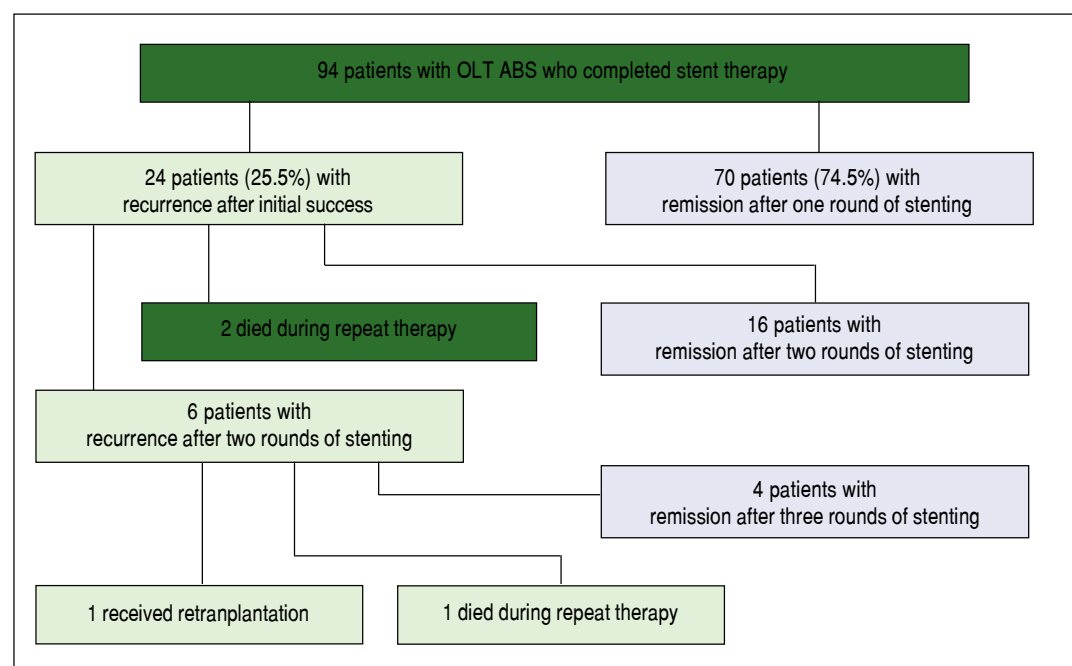 94 patients with OLT ABS who completed stent therapy
24 patients (25.5%) with
recurrence after initial success
70 patients (74.5%) with
remission after one round of stenting
2 died during repeat therapy
16 patients with
remission after two rounds of stenting
6 patients with
recurrence after two rounds of stenting
4 patients with
remission after three rounds of stenting
1 received retranplantation
1 died during repeat therapy